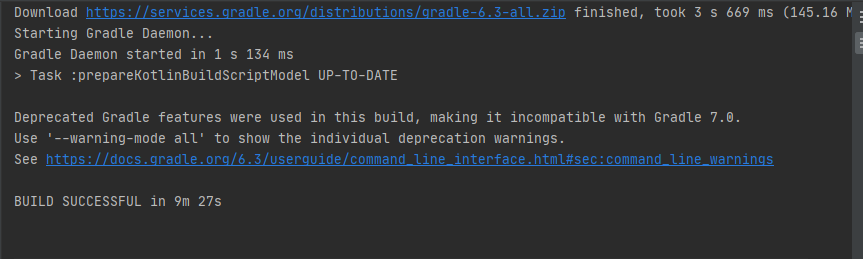 Download https://services.gradle.org/distributions/gradle-6.3-all.zip finished, took 3 s 669 ms (145.16 M
Starting Gradle Daemon...
Gradle Daemon started in 1 s 134 ms
> Task :prepareKotlinBuildScriptModel UP-TO-DATE
Deprecated Gradle features were used in this build, making it incompatible with Gradle 7.0.
Use '--warning-mode all' to show the individual deprecation warnings.
See https://docs.gradle.org/6.3/userguide/command_line_interface.html#sec:command_line_warnings
BUILD SUCCESSFUL in 9m 27s